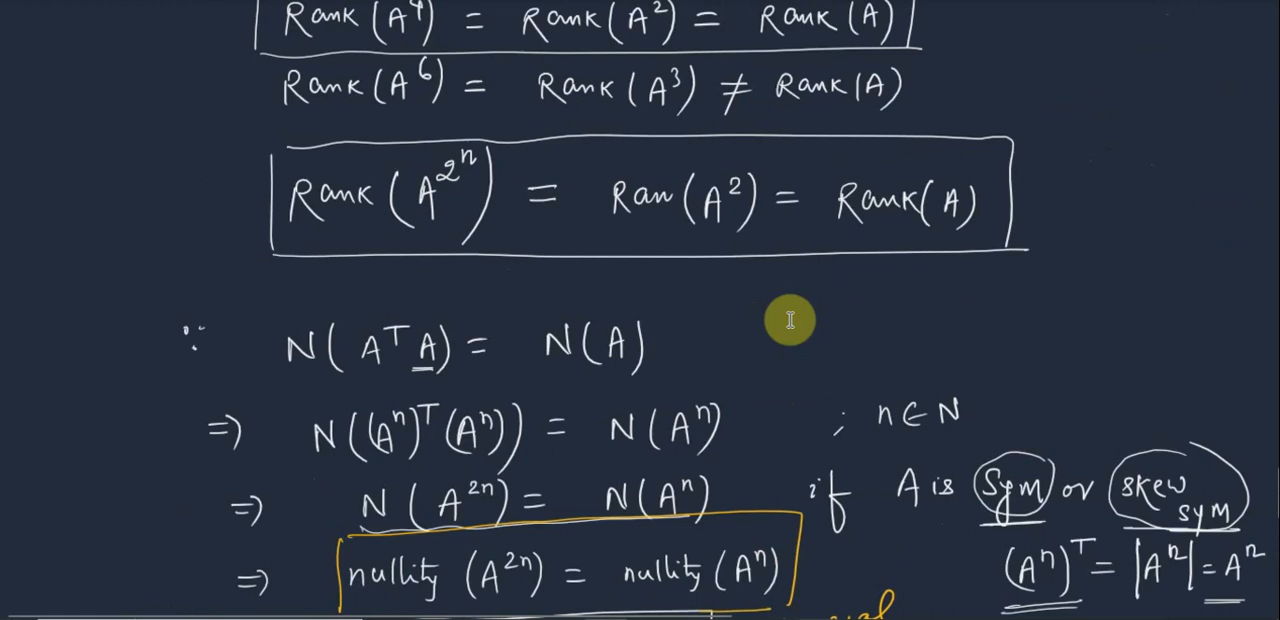 Rank(A⁴) = Rank(A²) = Rank(A)
Rank(A⁶) = Rank(A³) ≠ Rank(A)
Rank(A^{2^n}) = Ran(A²) = Rank(A)
∵ N(AᵀA) = N(A)
⇒ N((Aⁿ)ᵀ(Aⁿ)) = N(Aⁿ) ; n ∈ N
⇒ N(A²ⁿ) = N(Aⁿ) if A is Sym or skew sym
⇒ nullity (A²ⁿ) = nullity (Aⁿ) (Aⁿ)ᵀ = |Aⁿ| = Aⁿ